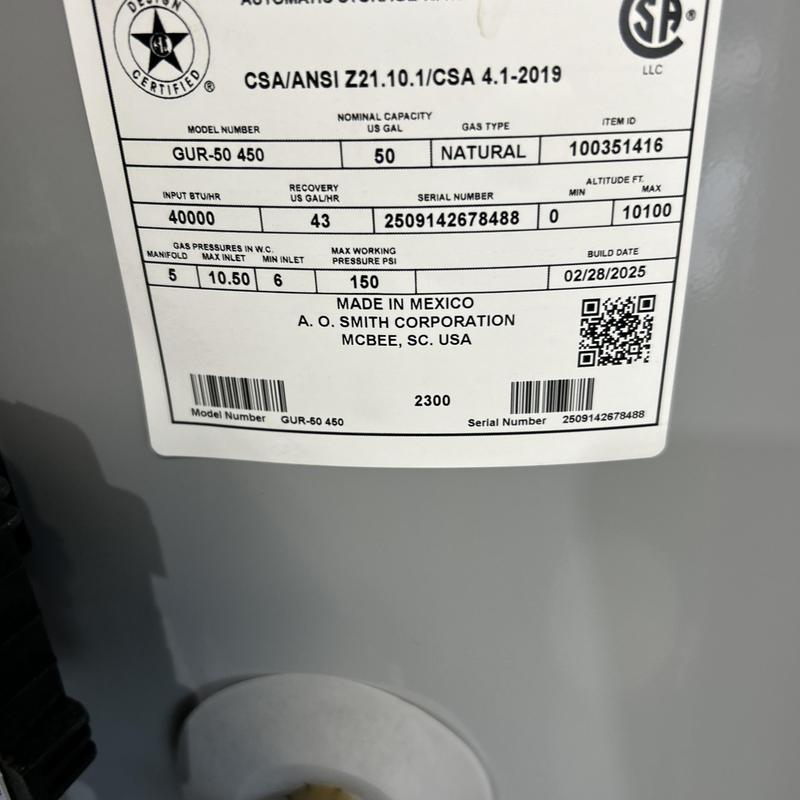 AUTOMATIC STORAGE
DESIGN CERTIFIED ®
SA ®
LLC
CSA/ANSI Z21.10.1/CSA 4.1-2019
MODEL NUMBER NOMINAL CAPACITY US GAL GAS TYPE ITEM ID
GUR-50 450 50 NATURAL 100351416
INPUT BTU/HR RECOVERY US GAL/HR SERIAL NUMBER ALTITUDE FT. MIN MAX
40000 43 2509142678488 0 10100
GAS PRESSURES IN W.C. MANIFOLD MAX INLET MIN INLET MAX WORKING PRESSURE PSI BUILD DATE
5 10.50 6 150 02/28/2025
MADE IN MEXICO
A. O. SMITH CORPORATION
MCBEE, SC. USA
2300
Model Number GUR-50 450 Serial Number 2509142678488